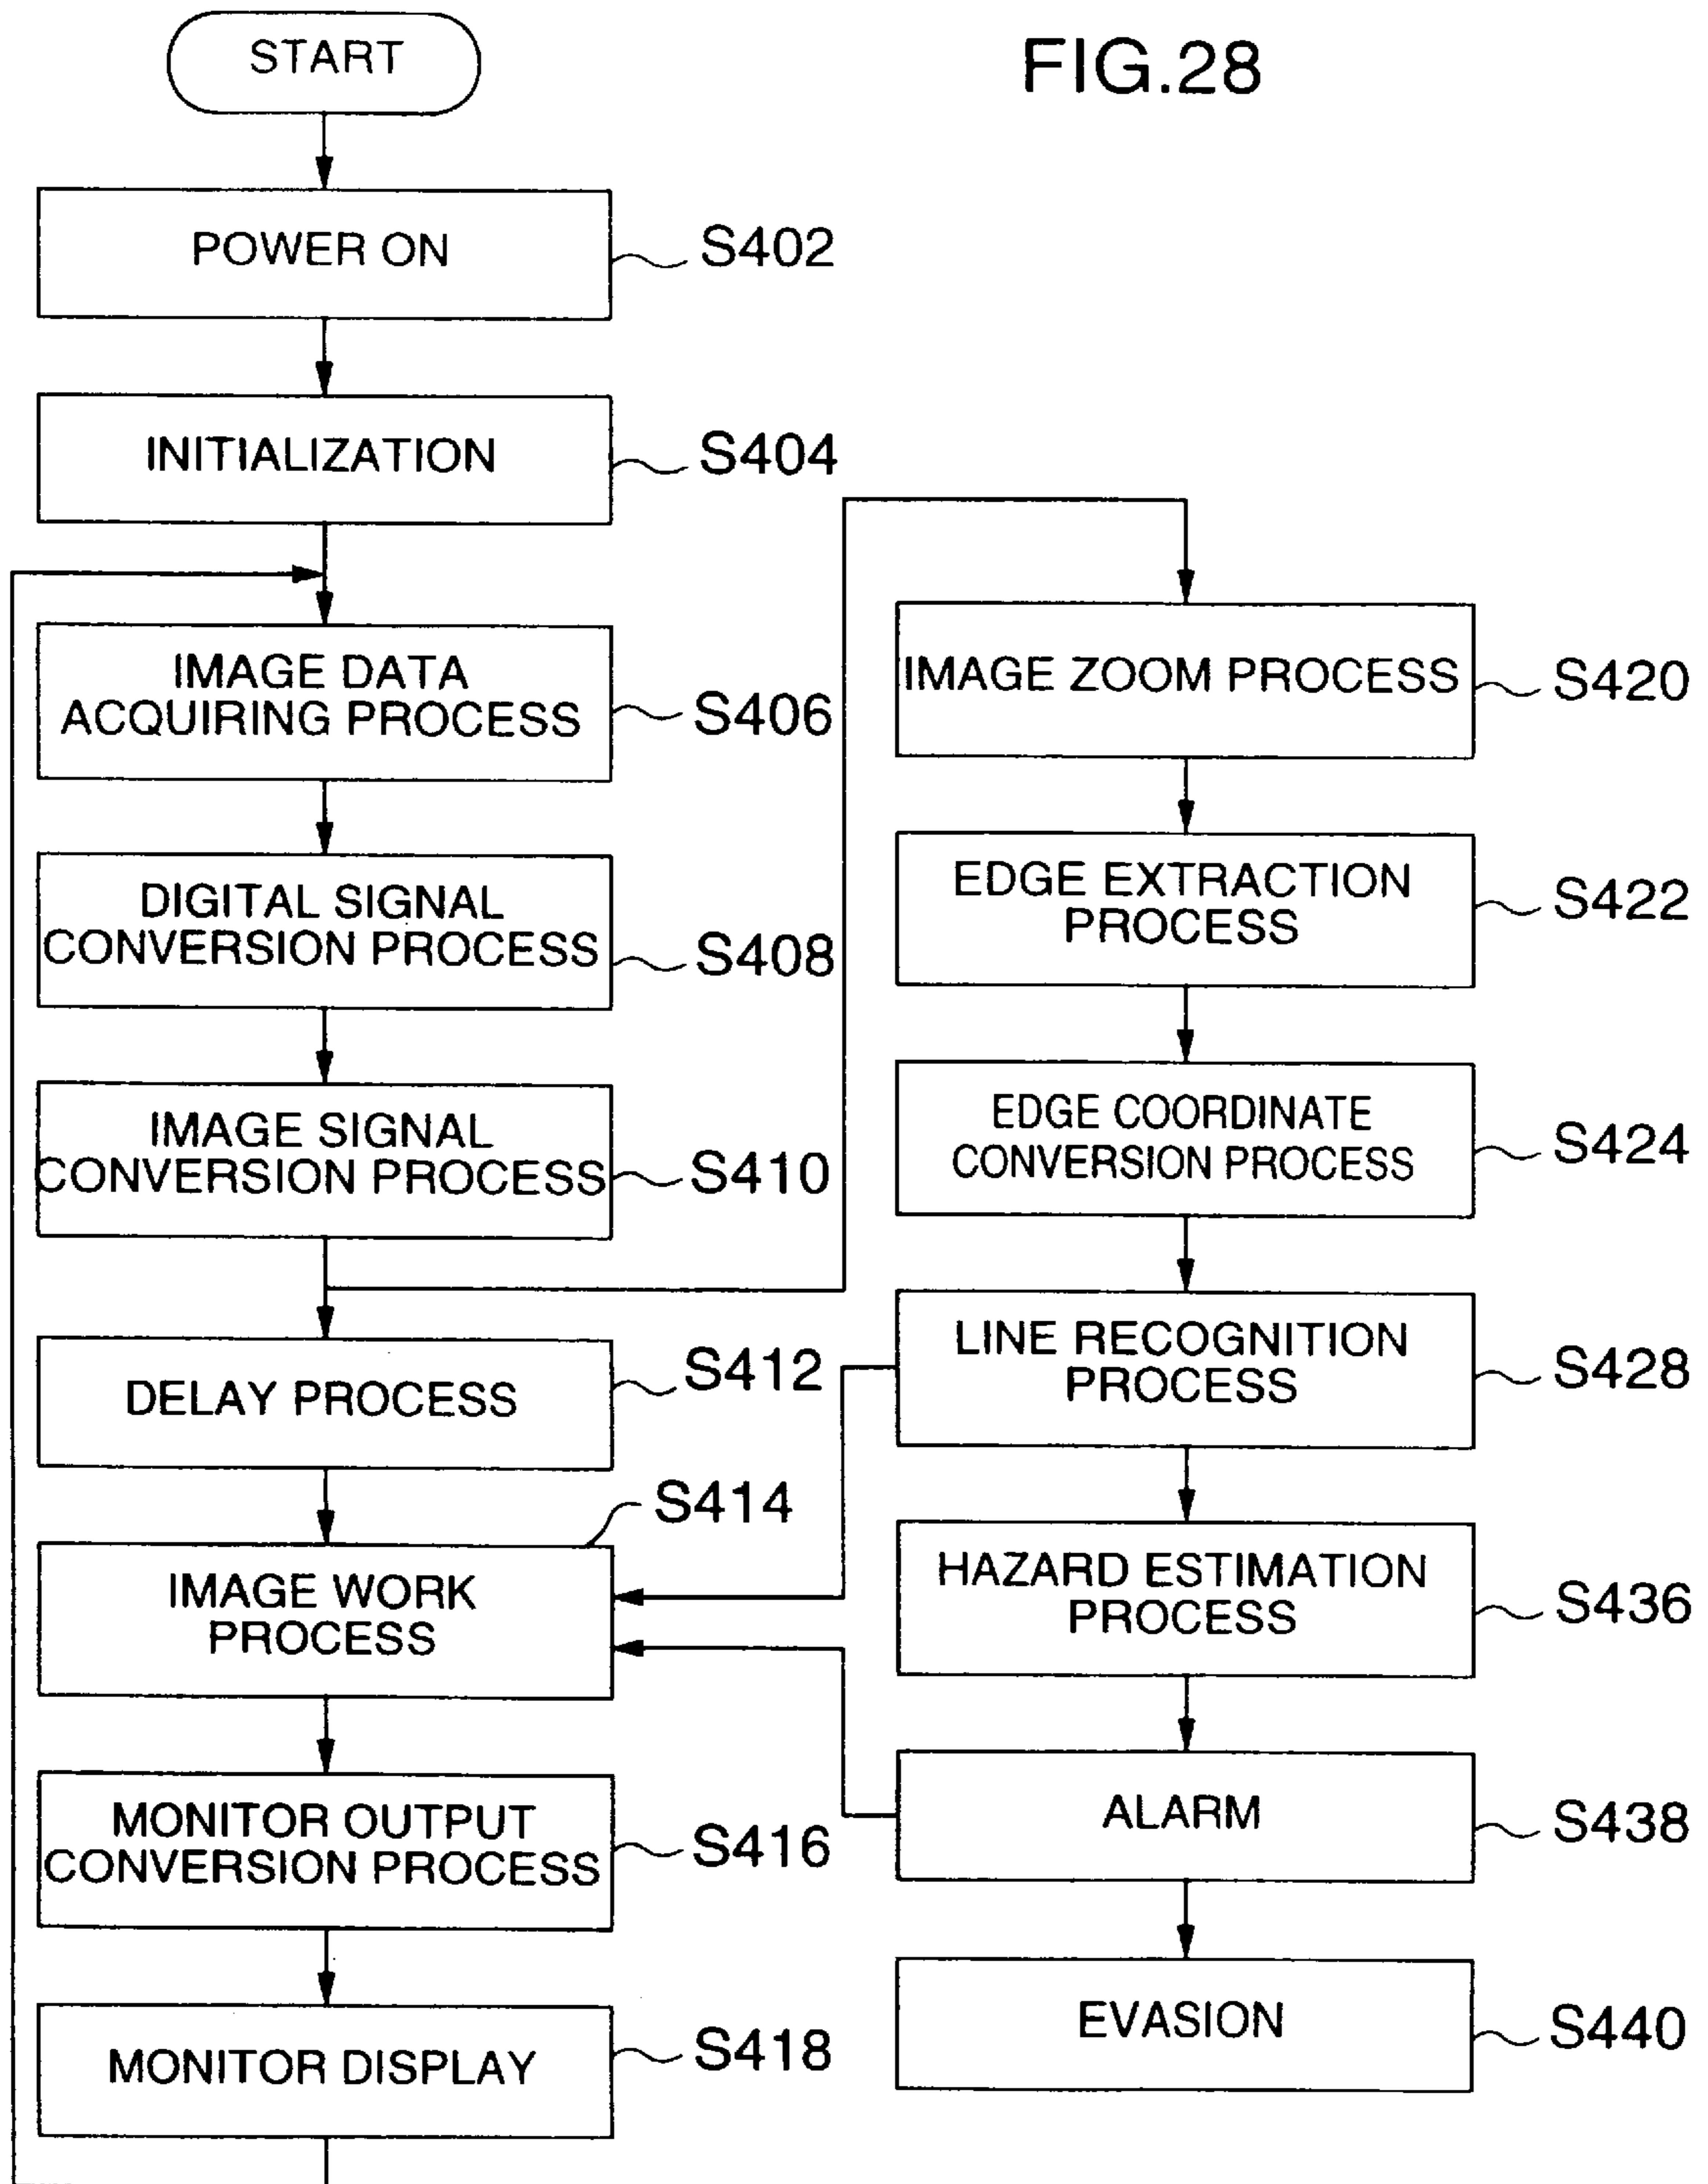 FIG.28
START
POWER ON
S402
INITIALIZATION
S404
IMAGE DATA
ACQUIRING PROCESS
S406
DIGITAL SIGNAL
CONVERSION PROCESS
S408
IMAGE SIGNAL
CONVERSION PROCESS
S410
DELAY PROCESS
S412
S414
IMAGE WORK
PROCESS
MONITOR OUTPUT
CONVERSION PROCESS
S416
MONITOR DISPLAY
S418
IMAGE ZOOM PROCESS
S420
EDGE EXTRACTION
PROCESS
S422
EDGE COORDINATE
CONVERSION PROCESS
S424
LINE RECOGNITION
PROCESS
S428
HAZARD ESTIMATION
PROCESS
S436
ALARM
S438
EVASION
S440